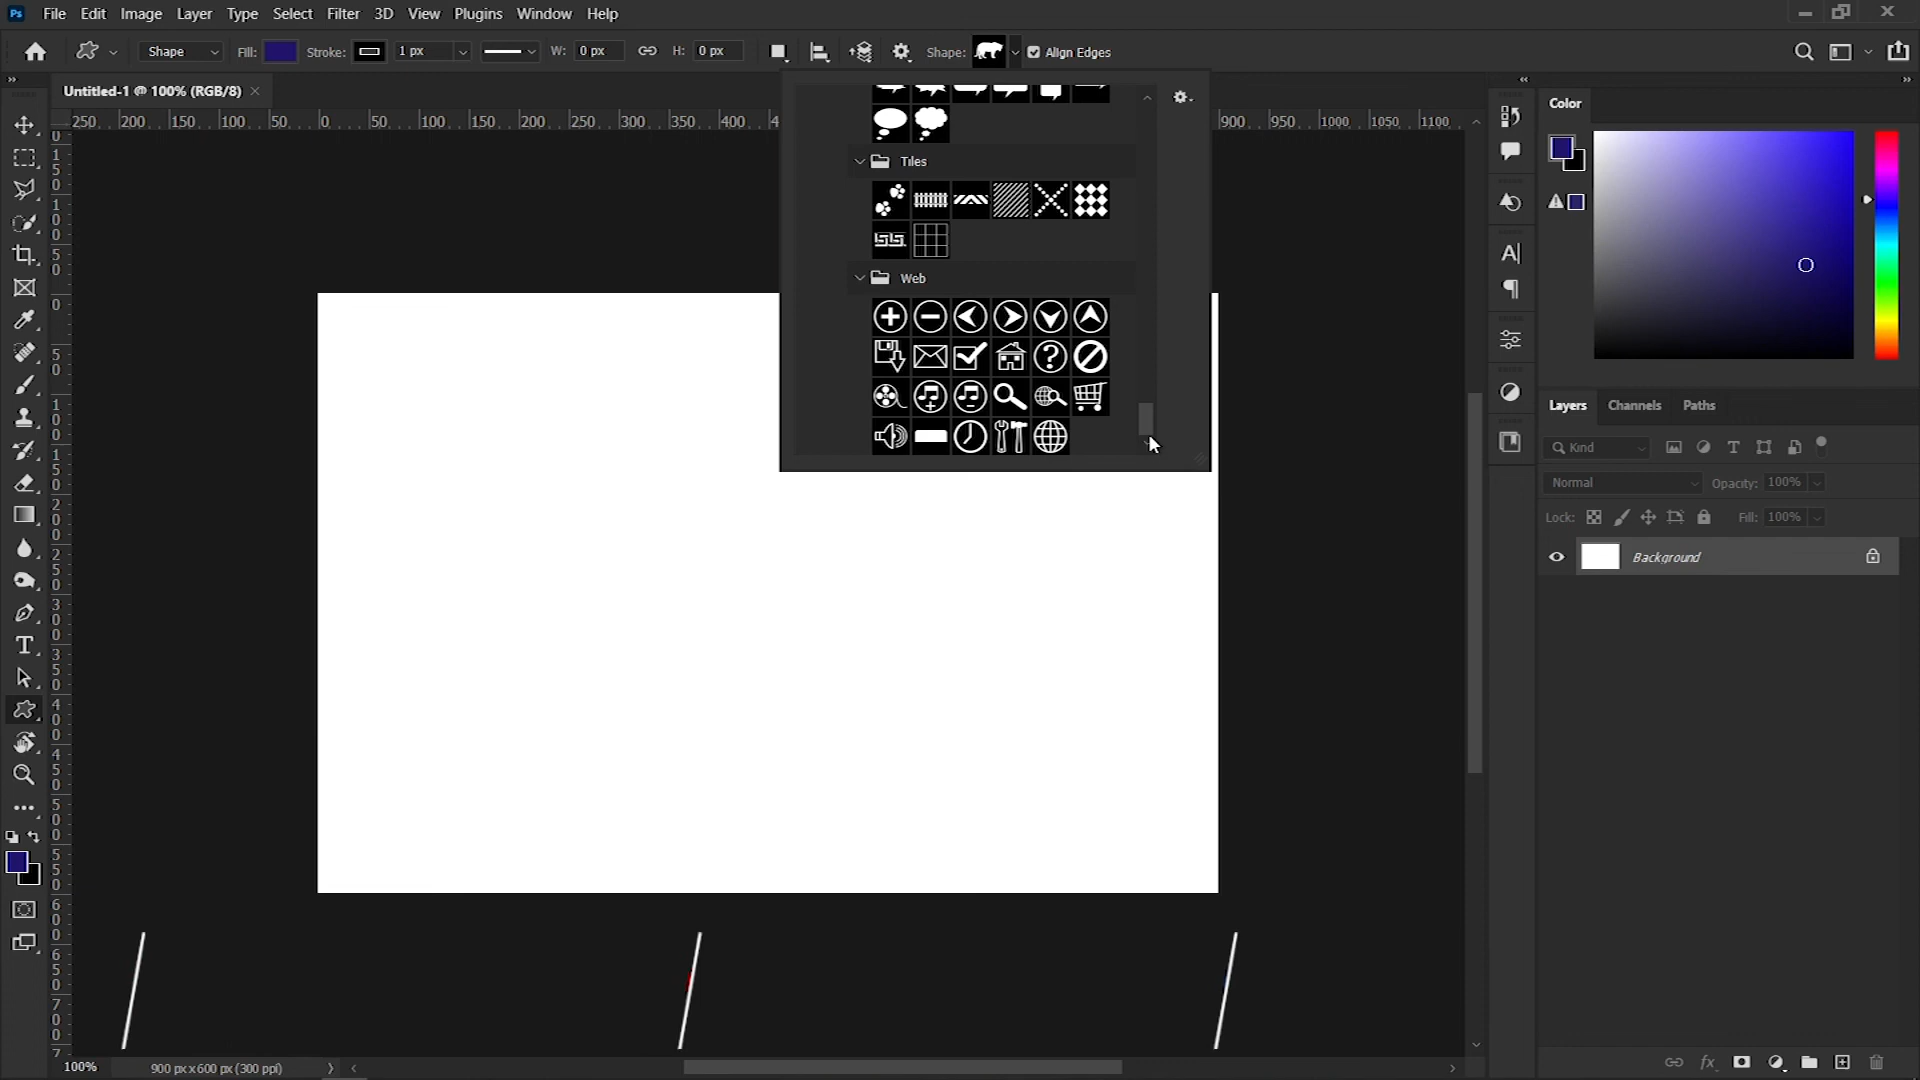 Ps File Edit Image Layer Type Select Filter 3D View Plugins Window Help
Shape Fill: Stroke: 1 px W: 0 px H: 0 px Shape: Align Edges
Untitled-1 @ 100% (RGB/8)
250 200 150 100 50 0 50 100 150 200 250 300 350 400 4 900 950 1000 1050 1100
Tiles
Web
Color
Layers Channels Paths
Kind
Normal Opacity: 100%
Lock: Fill: 100%
Background
fx
100% 900 px x 600 px (300 ppi)